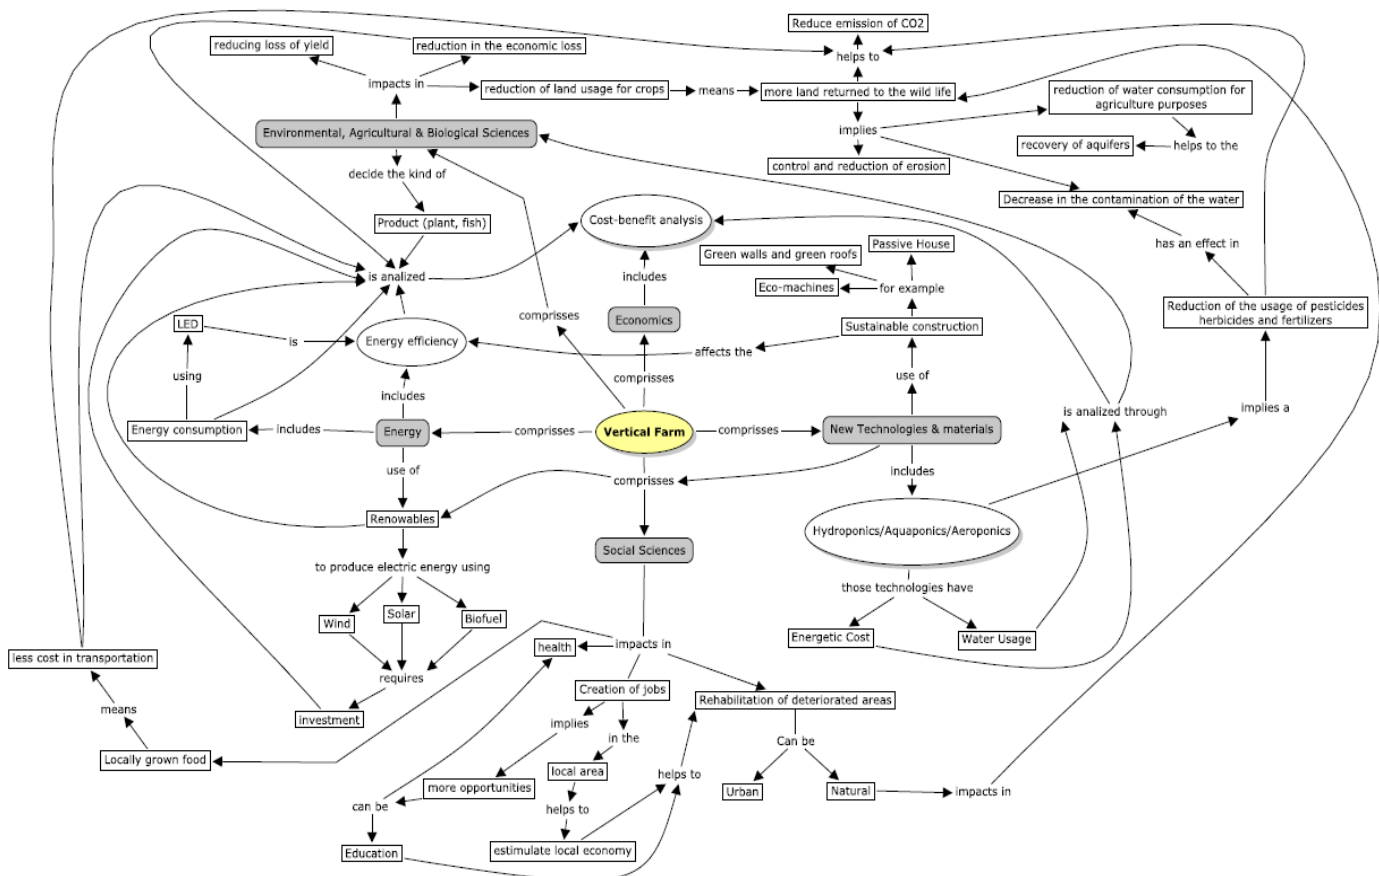 Reduce emission of CO2
reducing loss of yield
reduction in the economic loss
helps to
impacts in
reduction of land usage for crops
means
more land returned to the wild life
reduction of water consumption for
agriculture purposes
Environmental, Agricultural & Biological Sciences
implies
recovery of aquifers
helps to the
control and reduction of erosion
decide the kind of
Decrease in the contamination of the water
Product (plant, fish)
Cost-benefit analysis
Passive House
has an effect in
Green walls and green roofs
is analized
includes
Eco-machines
for example
comprisses
Reduction of the usage of pesticides
herbicides and fertilizers
LED
Economics
Sustainable construction
is
Energy efficiency
affects the
using
comprisses
use of
includes
implies a
is analized through
Energy consumption
includes
Energy
comprisses
Vertical Farm
comprisses
New Technologies & materials
use of
includes
comprisses
Renowables
Hydroponics/Aquaponics/Aeroponics
Social Sciences
to produce electric energy using
those technologies have
Wind
Solar
Biofuel
Energetic Cost
Water Usage
health
impacts in
less cost in transportation
requires
Creation of jobs
Rehabilitation of deteriorated areas
means
investment
implies
in the
Can be
Locally grown food
local area
helps to
more opportunities
Urban
Natural
impacts in
can be
helps to
Education
estimulate local economy